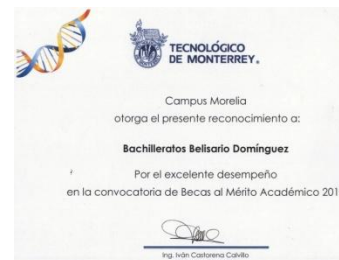 TECNOLÓGICO
DE MONTERREY®
Campus Morelia
otorga el presente reconocimiento a:
Bachilleratos Belisario Domínguez
Por el excelente desempeño
en la convocatoria de Becas al Mérito Académico 201
Ing. Iván Castorena Calvillo